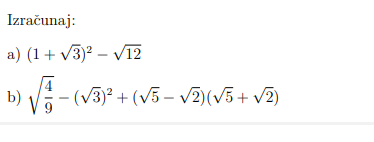 Izračunaj:
a) (1 + √3)² − √12
b) √(4/9) − (√3)² + (√5 − √2)(√5 + √2)